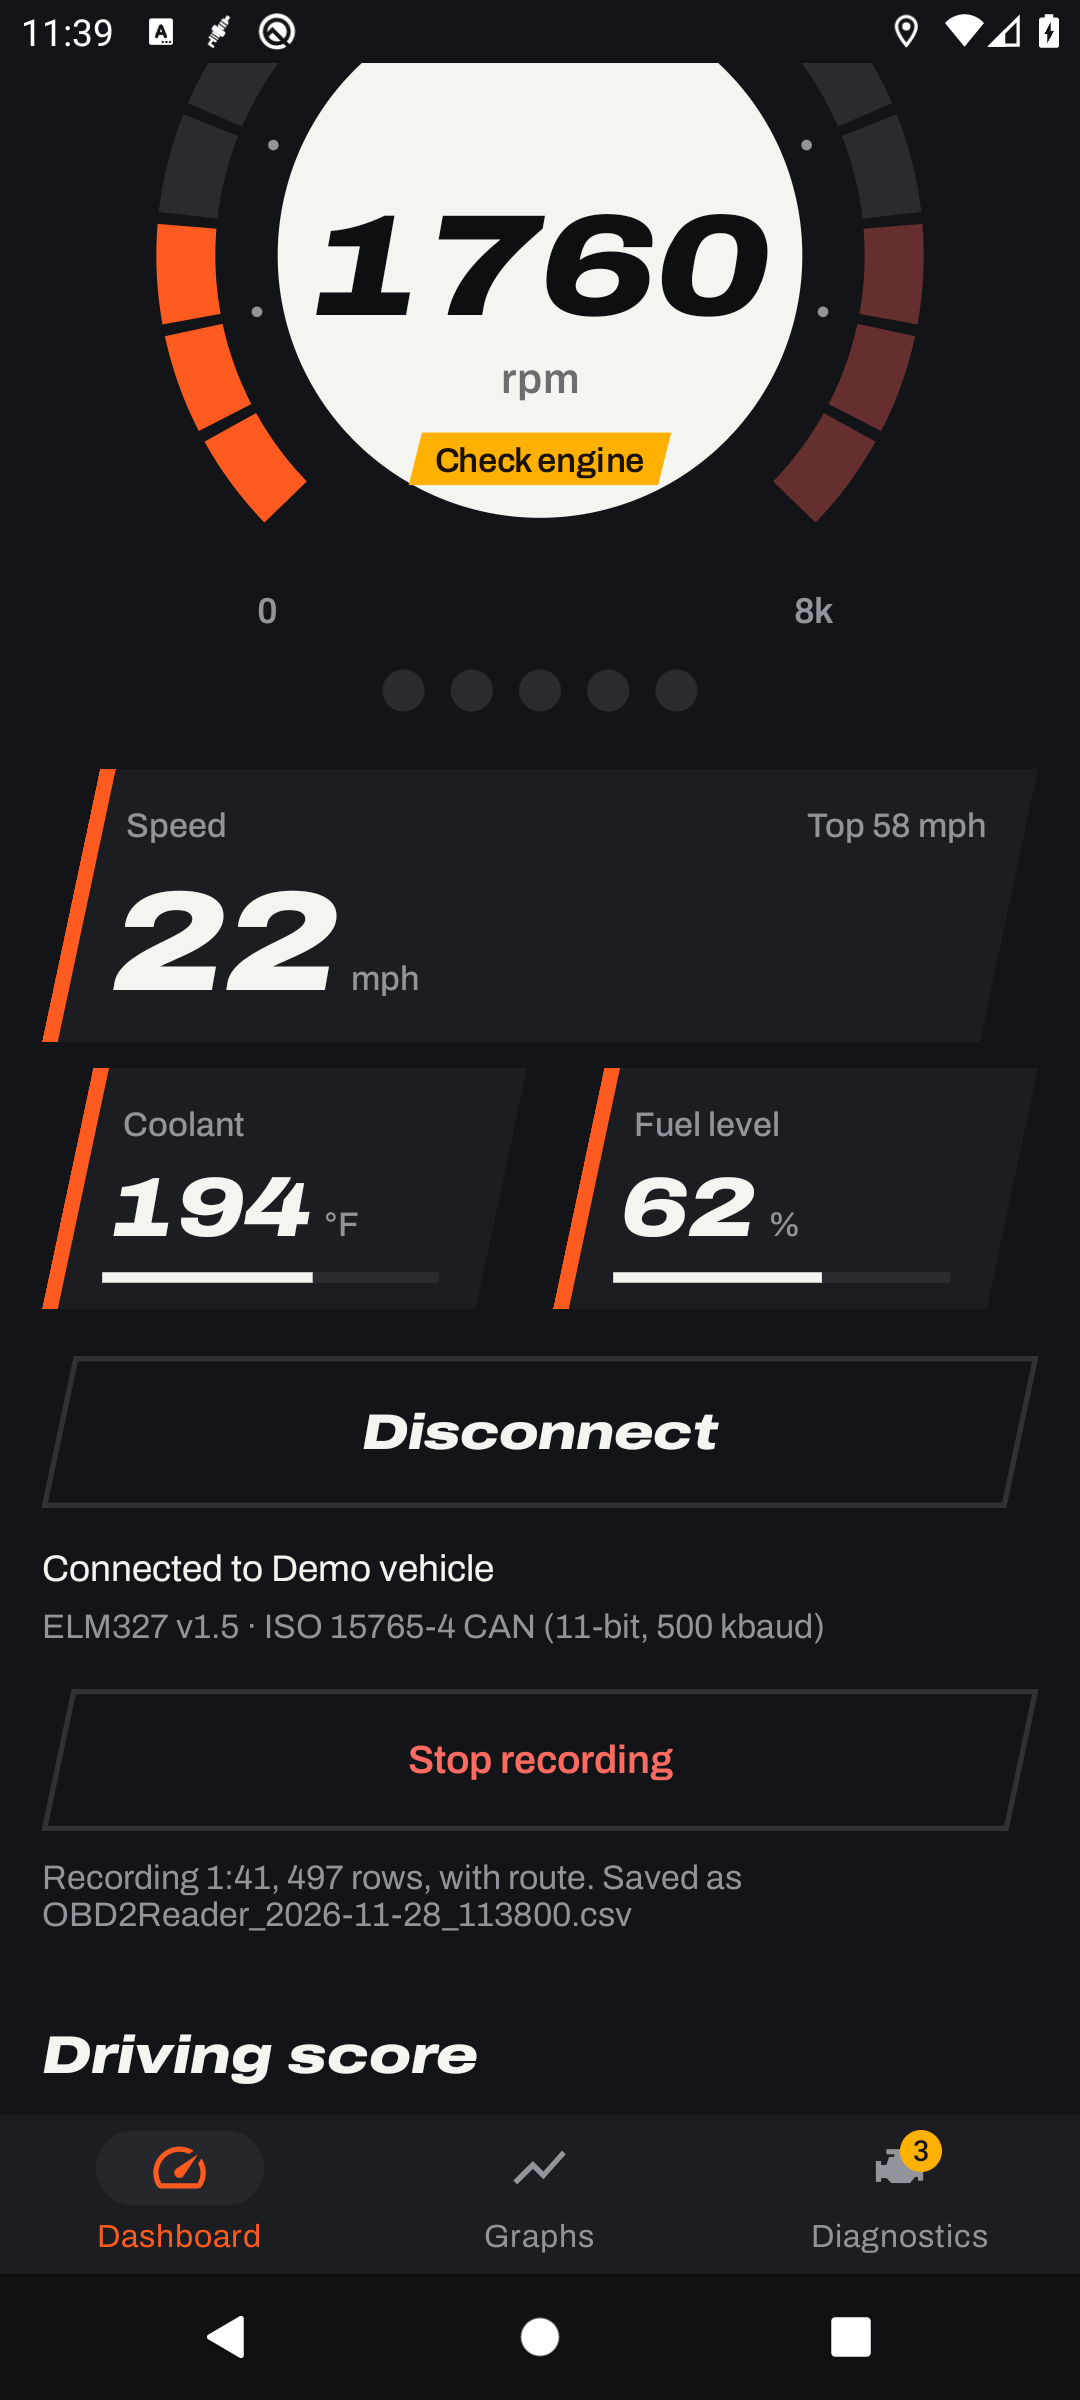 11:39
1760
rpm
Check engine
0
8k
Speed
Top 58 mph
22 mph
Coolant
Fuel level
194 °F
62 %
Disconnect
Connected to Demo vehicle
ELM327 v1.5 · ISO 15765-4 CAN (11-bit, 500 kbaud)
Stop recording
Recording 1:41, 497 rows, with route. Saved as
OBD2Reader_2026-11-28_113800.csv
Driving score
3
Dashboard
Graphs
Diagnostics